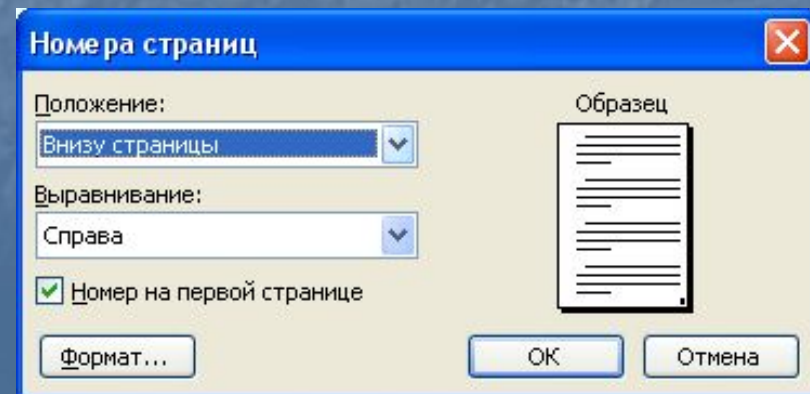 Номера страниц
Положение:
Внизу страницы
Выравнивание:
Справа
Номер на первой странице
Формат...
Образец
ОК
Отмена